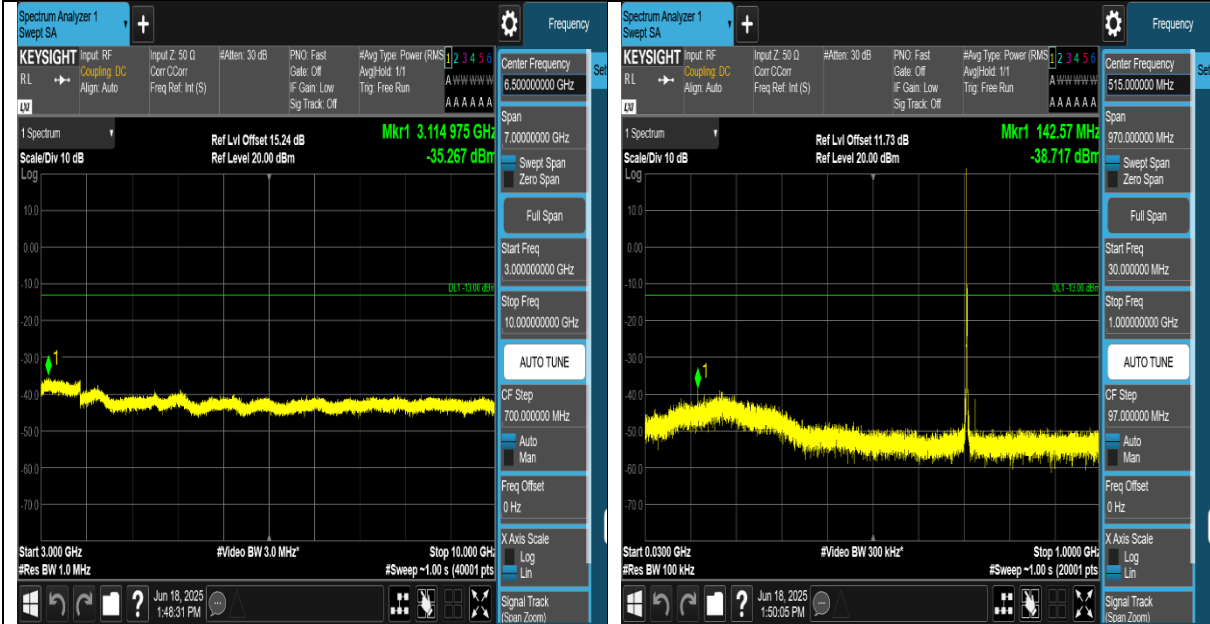 Spectrum Analyzer 1
Swept SA
Frequency
KEYSIGHT
RL
LXI
Input: RF
Coupling: DC
Align: Auto
Input Z: 50 Ω
Corr CCorr
Freq Ref: Int (S)
#Atten: 30 dB
PNO: Fast
Gate: Off
IF Gain: Low
Sig Track: Off
#Avg Type: Power (RMS
Avg|Hold: 1/1
Trig: Free Run
1 2 3 4 5 6
A W W W W W
A A A A A A
1 Spectrum
Scale/Div 10 dB
Log
Ref Lvl Offset 15.24 dB
Ref Level 20.00 dBm
Mkr1 3.114 975 GHz
-35.267 dBm
10.0
0.00
-10.0
-20.0
-30.0
-40.0
-50.0
-60.0
-70.0
DL1 -13.00 dBm
1
Start 3.000 GHz
#Res BW 1.0 MHz
#Video BW 3.0 MHz*
Stop 10.000 GHz
#Sweep ~1.00 s (40001 pts
Center Frequency
6.500000000 GHz
Span
7.00000000 GHz
Swept Span
Zero Span
Full Span
Start Freq
3.000000000 GHz
Stop Freq
10.000000000 GHz
AUTO TUNE
CF Step
700.000000 MHz
Auto
Man
Freq Offset
0 Hz
X Axis Scale
Log
Lin
Signal Track
(Span Zoom)
Set
?
Jun 18, 2025
1:48:31 PM
Spectrum Analyzer 1
Swept SA
Frequency
KEYSIGHT
RL
LXI
Input: RF
Coupling: DC
Align: Auto
Input Z: 50 Ω
Corr CCorr
Freq Ref: Int (S)
#Atten: 30 dB
PNO: Fast
Gate: Off
IF Gain: Low
Sig Track: Off
#Avg Type: Power (RMS
Avg|Hold: 1/1
Trig: Free Run
1 2 3 4 5 6
A W W W W W
A A A A A A
1 Spectrum
Scale/Div 10 dB
Log
Ref Lvl Offset 11.73 dB
Ref Level 20.00 dBm
Mkr1 142.57 MHz
-38.717 dBm
10.0
0.00
-10.0
-20.0
-30.0
-40.0
-50.0
-60.0
-70.0
DL1 -13.00 dBm
1
Start 0.0300 GHz
#Res BW 100 kHz
#Video BW 300 kHz*
Stop 1.0000 GHz
#Sweep ~1.00 s (20001 pts
Center Frequency
515.000000 MHz
Span
970.000000 MHz
Swept Span
Zero Span
Full Span
Start Freq
30.000000 MHz
Stop Freq
1.000000000 GHz
AUTO TUNE
CF Step
97.000000 MHz
Auto
Man
Freq Offset
0 Hz
X Axis Scale
Log
Lin
Signal Track
(Span Zoom)
Set
?
Jun 18, 2025
1:50:05 PM